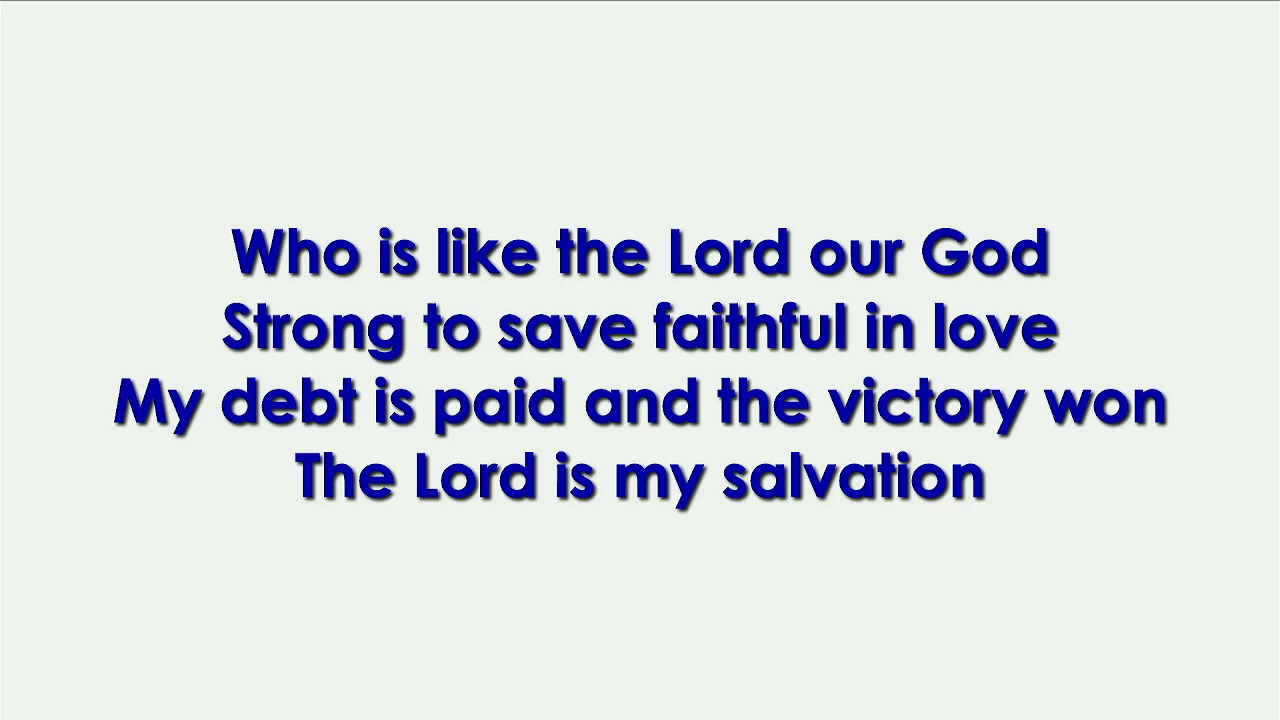 Who is like the Lord our God
Strong to save faithful in love
My debt is paid and the victory won
The Lord is my salvation